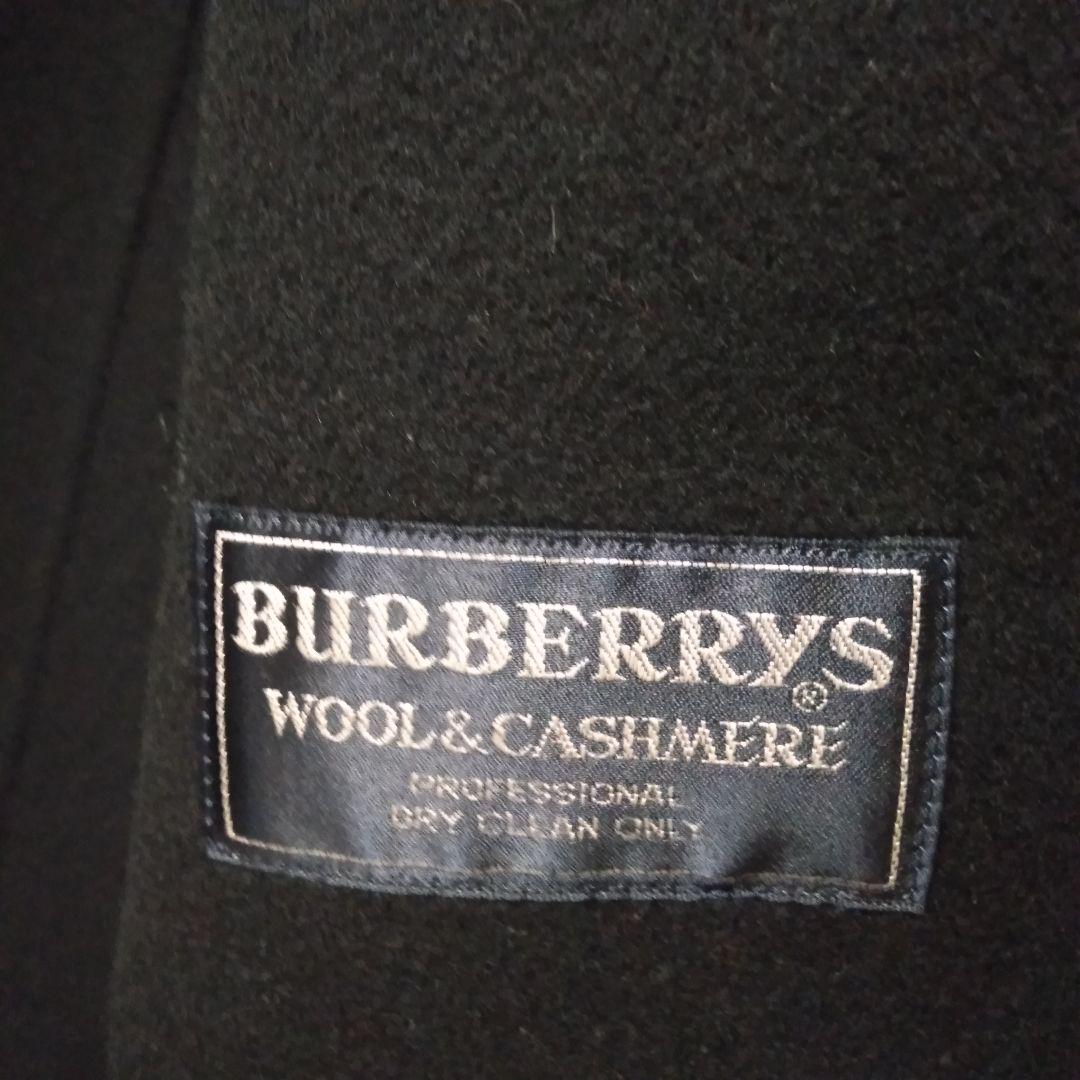 BURBERRYS®
WOOL&CASHMERE
PROFESSIONAL
DRY CLEAN ONLY